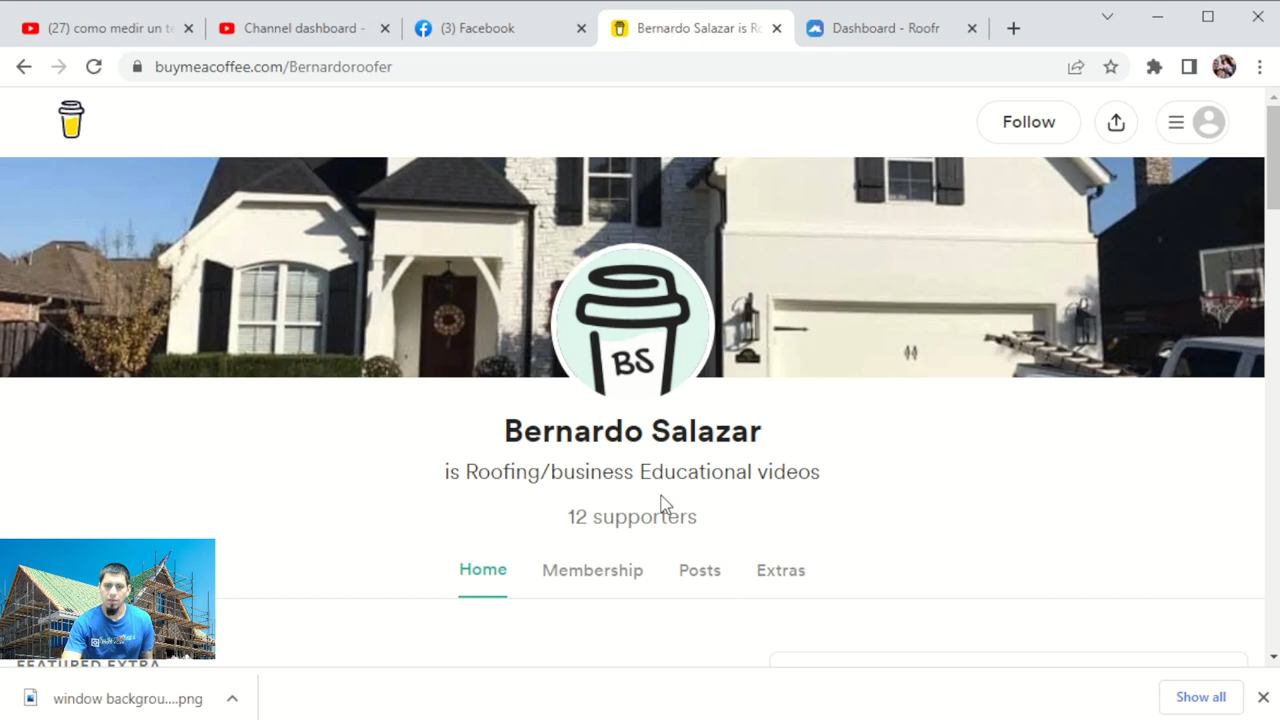 (27) como medir un te
Channel dashboard -
(3) Facebook
Bernardo Salazar is Ro
Dashboard - Roofr
buymeacoffee.com/Bernardoroofer
Follow
BS
Bernardo Salazar
is Roofing/business Educational videos
12 supporters
Home
Membership
Posts
Extras
FEATURED EXTRA
window backgrou....png
Show all